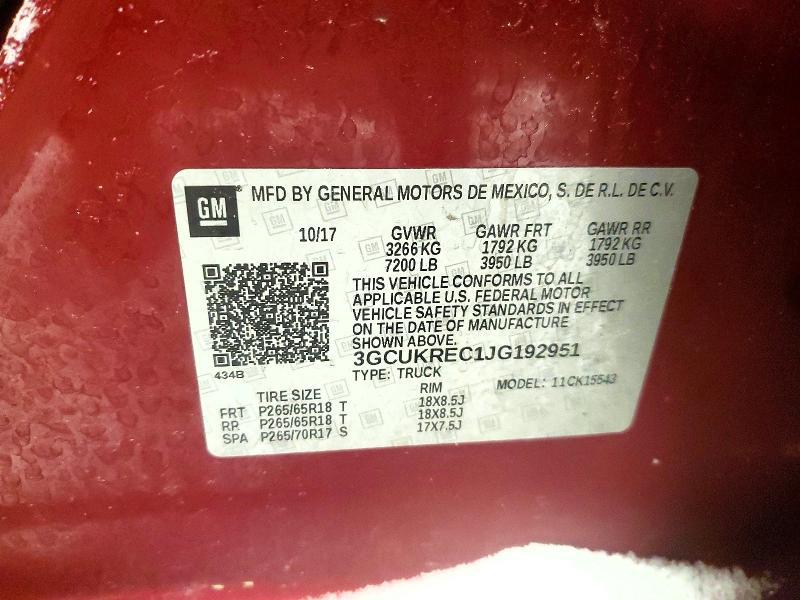 GM ® MFD BY GENERAL MOTORS DE MEXICO, S. DE R.L. DE C.V.
10/17 GVWR GAWR FRT GAWR RR
3266 KG 1792 KG 1792 KG
7200 LB 3950 LB 3950 LB
THIS VEHICLE CONFORMS TO ALL
APPLICABLE U.S. FEDERAL MOTOR
VEHICLE SAFETY STANDARDS IN EFFECT
ON THE DATE OF MANUFACTURE
SHOWN ABOVE.
3GCUKREC1JG192951
434B TYPE: TRUCK MODEL: 11CK15543
TIRE SIZE RIM
FRT P265/65R18 T 18X8.5J
RR P265/65R18 T 18X8.5J
SPA P265/70R17 S 17X7.5J